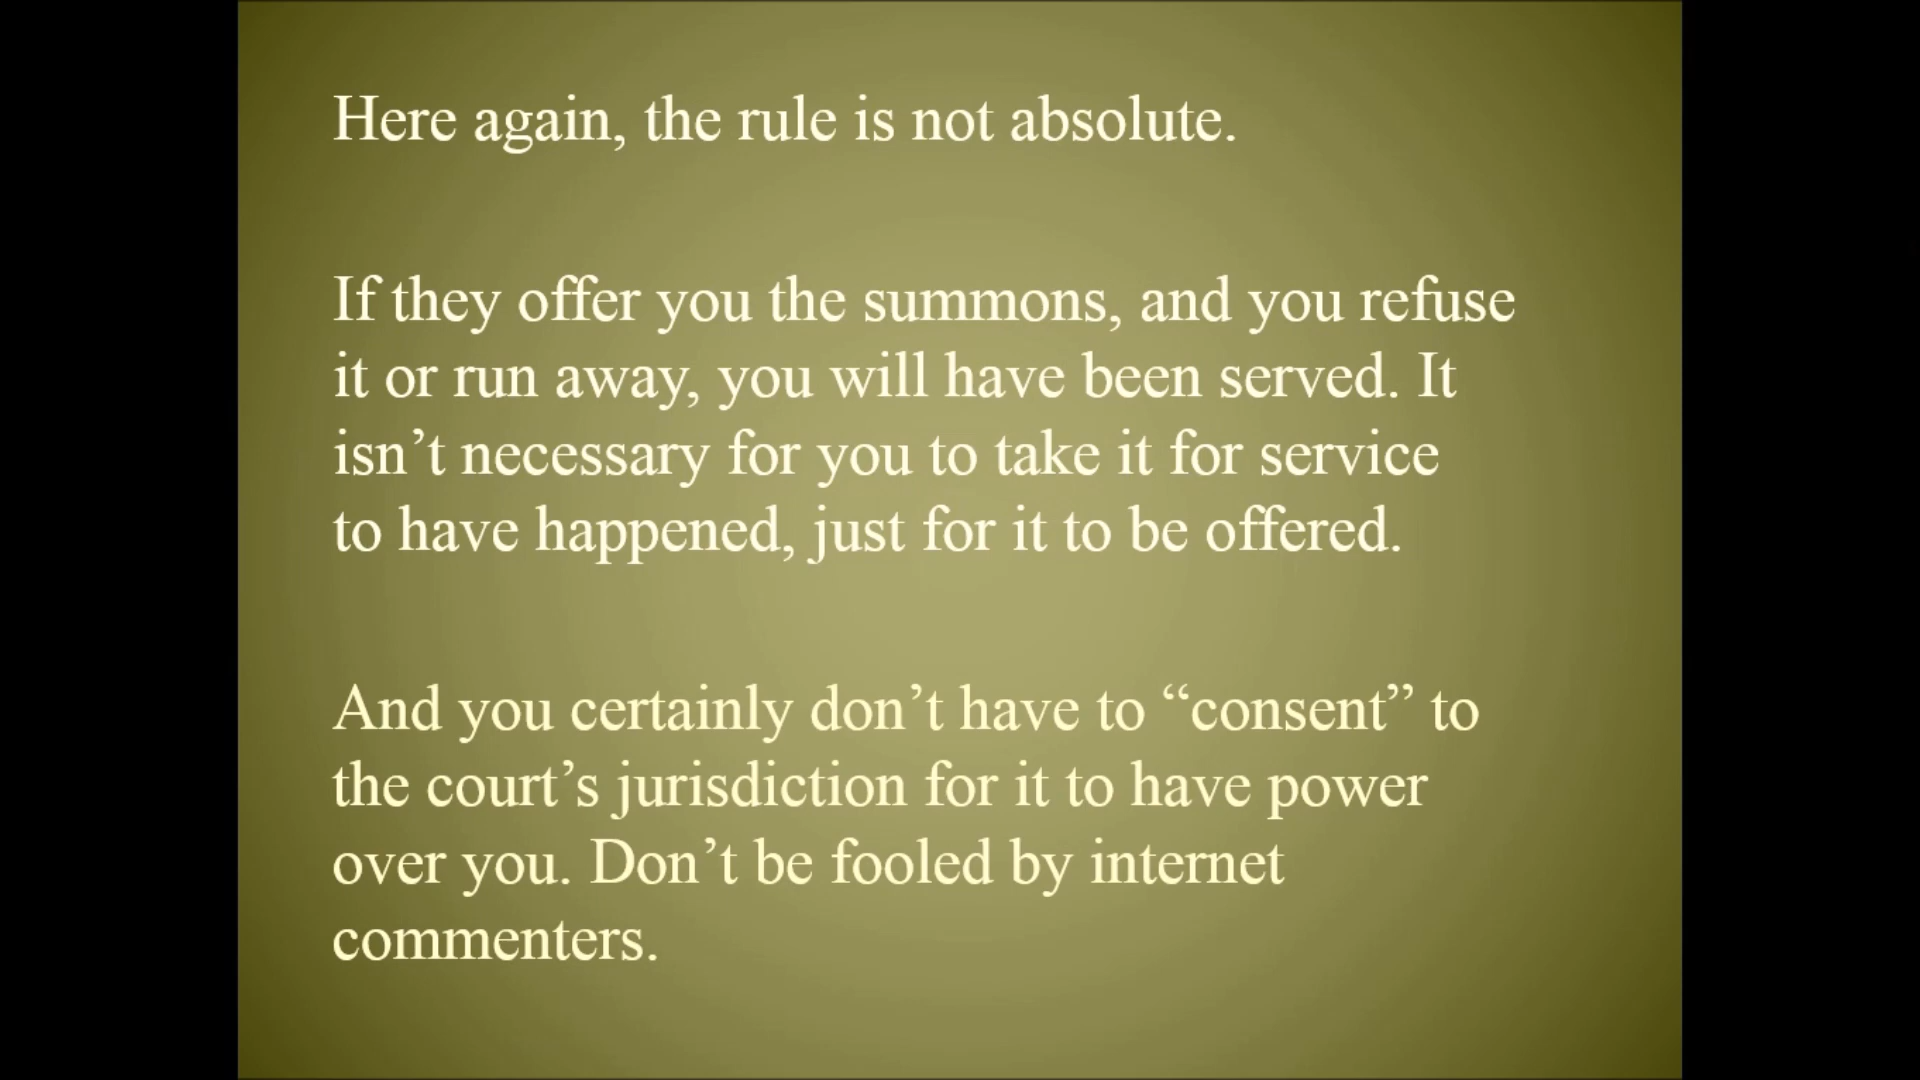 Here again, the rule is not absolute.
If they offer you the summons, and you refuse
it or run away, you will have been served. It
isn’t necessary for you to take it for service
to have happened, just for it to be offered.
And you certainly don’t have to “consent” to
the court’s jurisdiction for it to have power
over you. Don’t be fooled by internet
commenters.